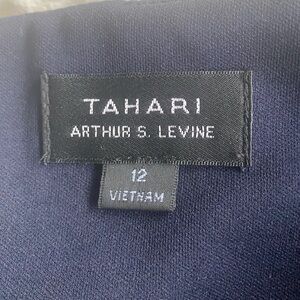 TAHARI
ARTHUR S. LEVINE
12
VIETNAM